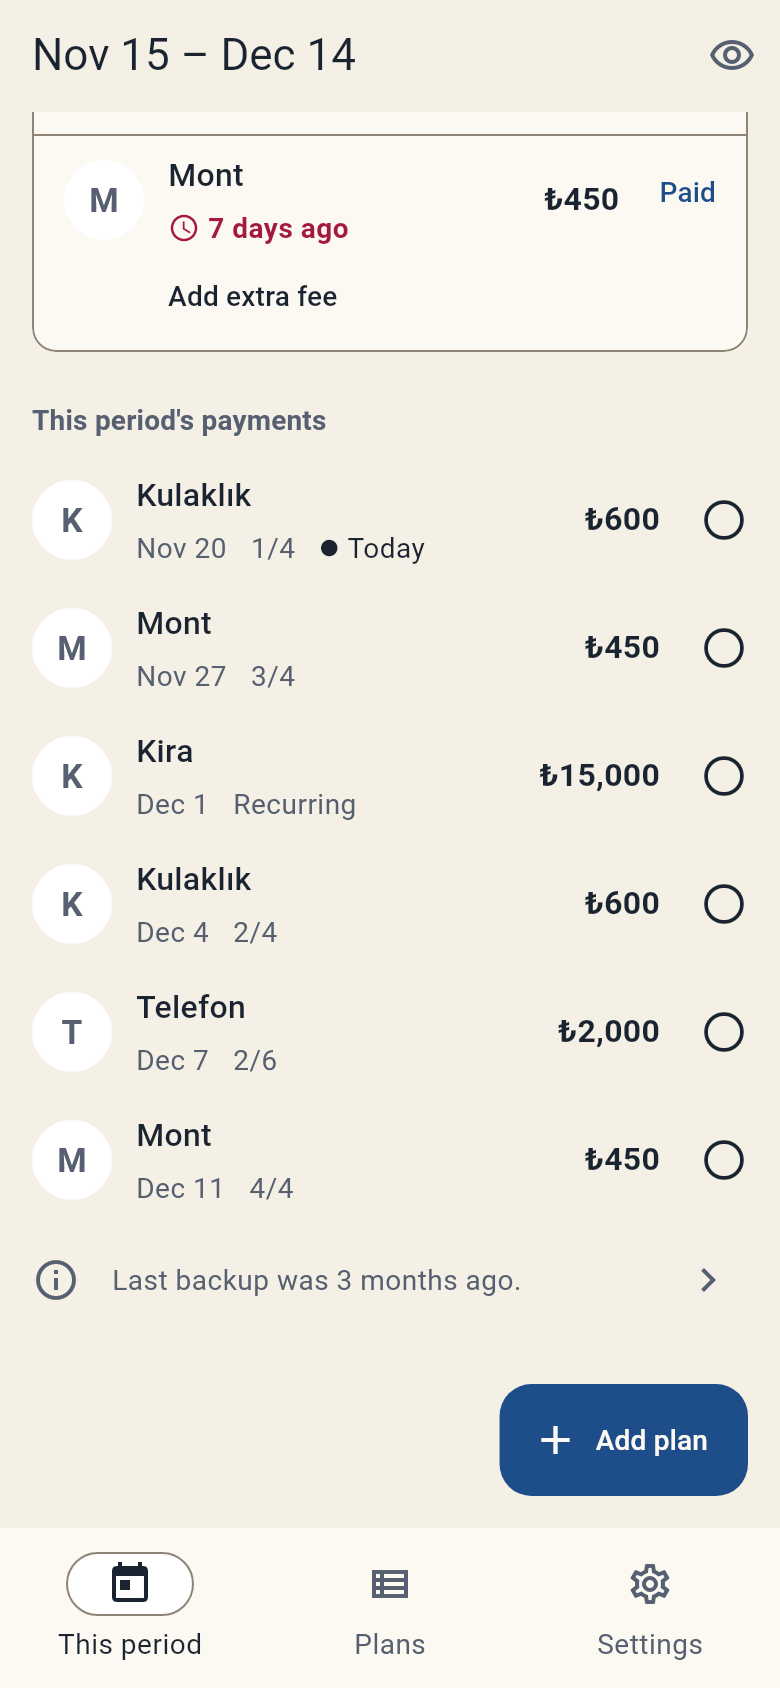 Nov 15 – Dec 14
M
Mont
7 days ago
₺450
Paid
Add extra fee
This period's payments
K
Kulaklık
Nov 20 1/4 Today
₺600
M
Mont
Nov 27 3/4
₺450
K
Kira
Dec 1 Recurring
₺15,000
K
Kulaklık
Dec 4 2/4
₺600
T
Telefon
Dec 7 2/6
₺2,000
M
Mont
Dec 11 4/4
₺450
Last backup was 3 months ago.
Add plan
This period
Plans
Settings